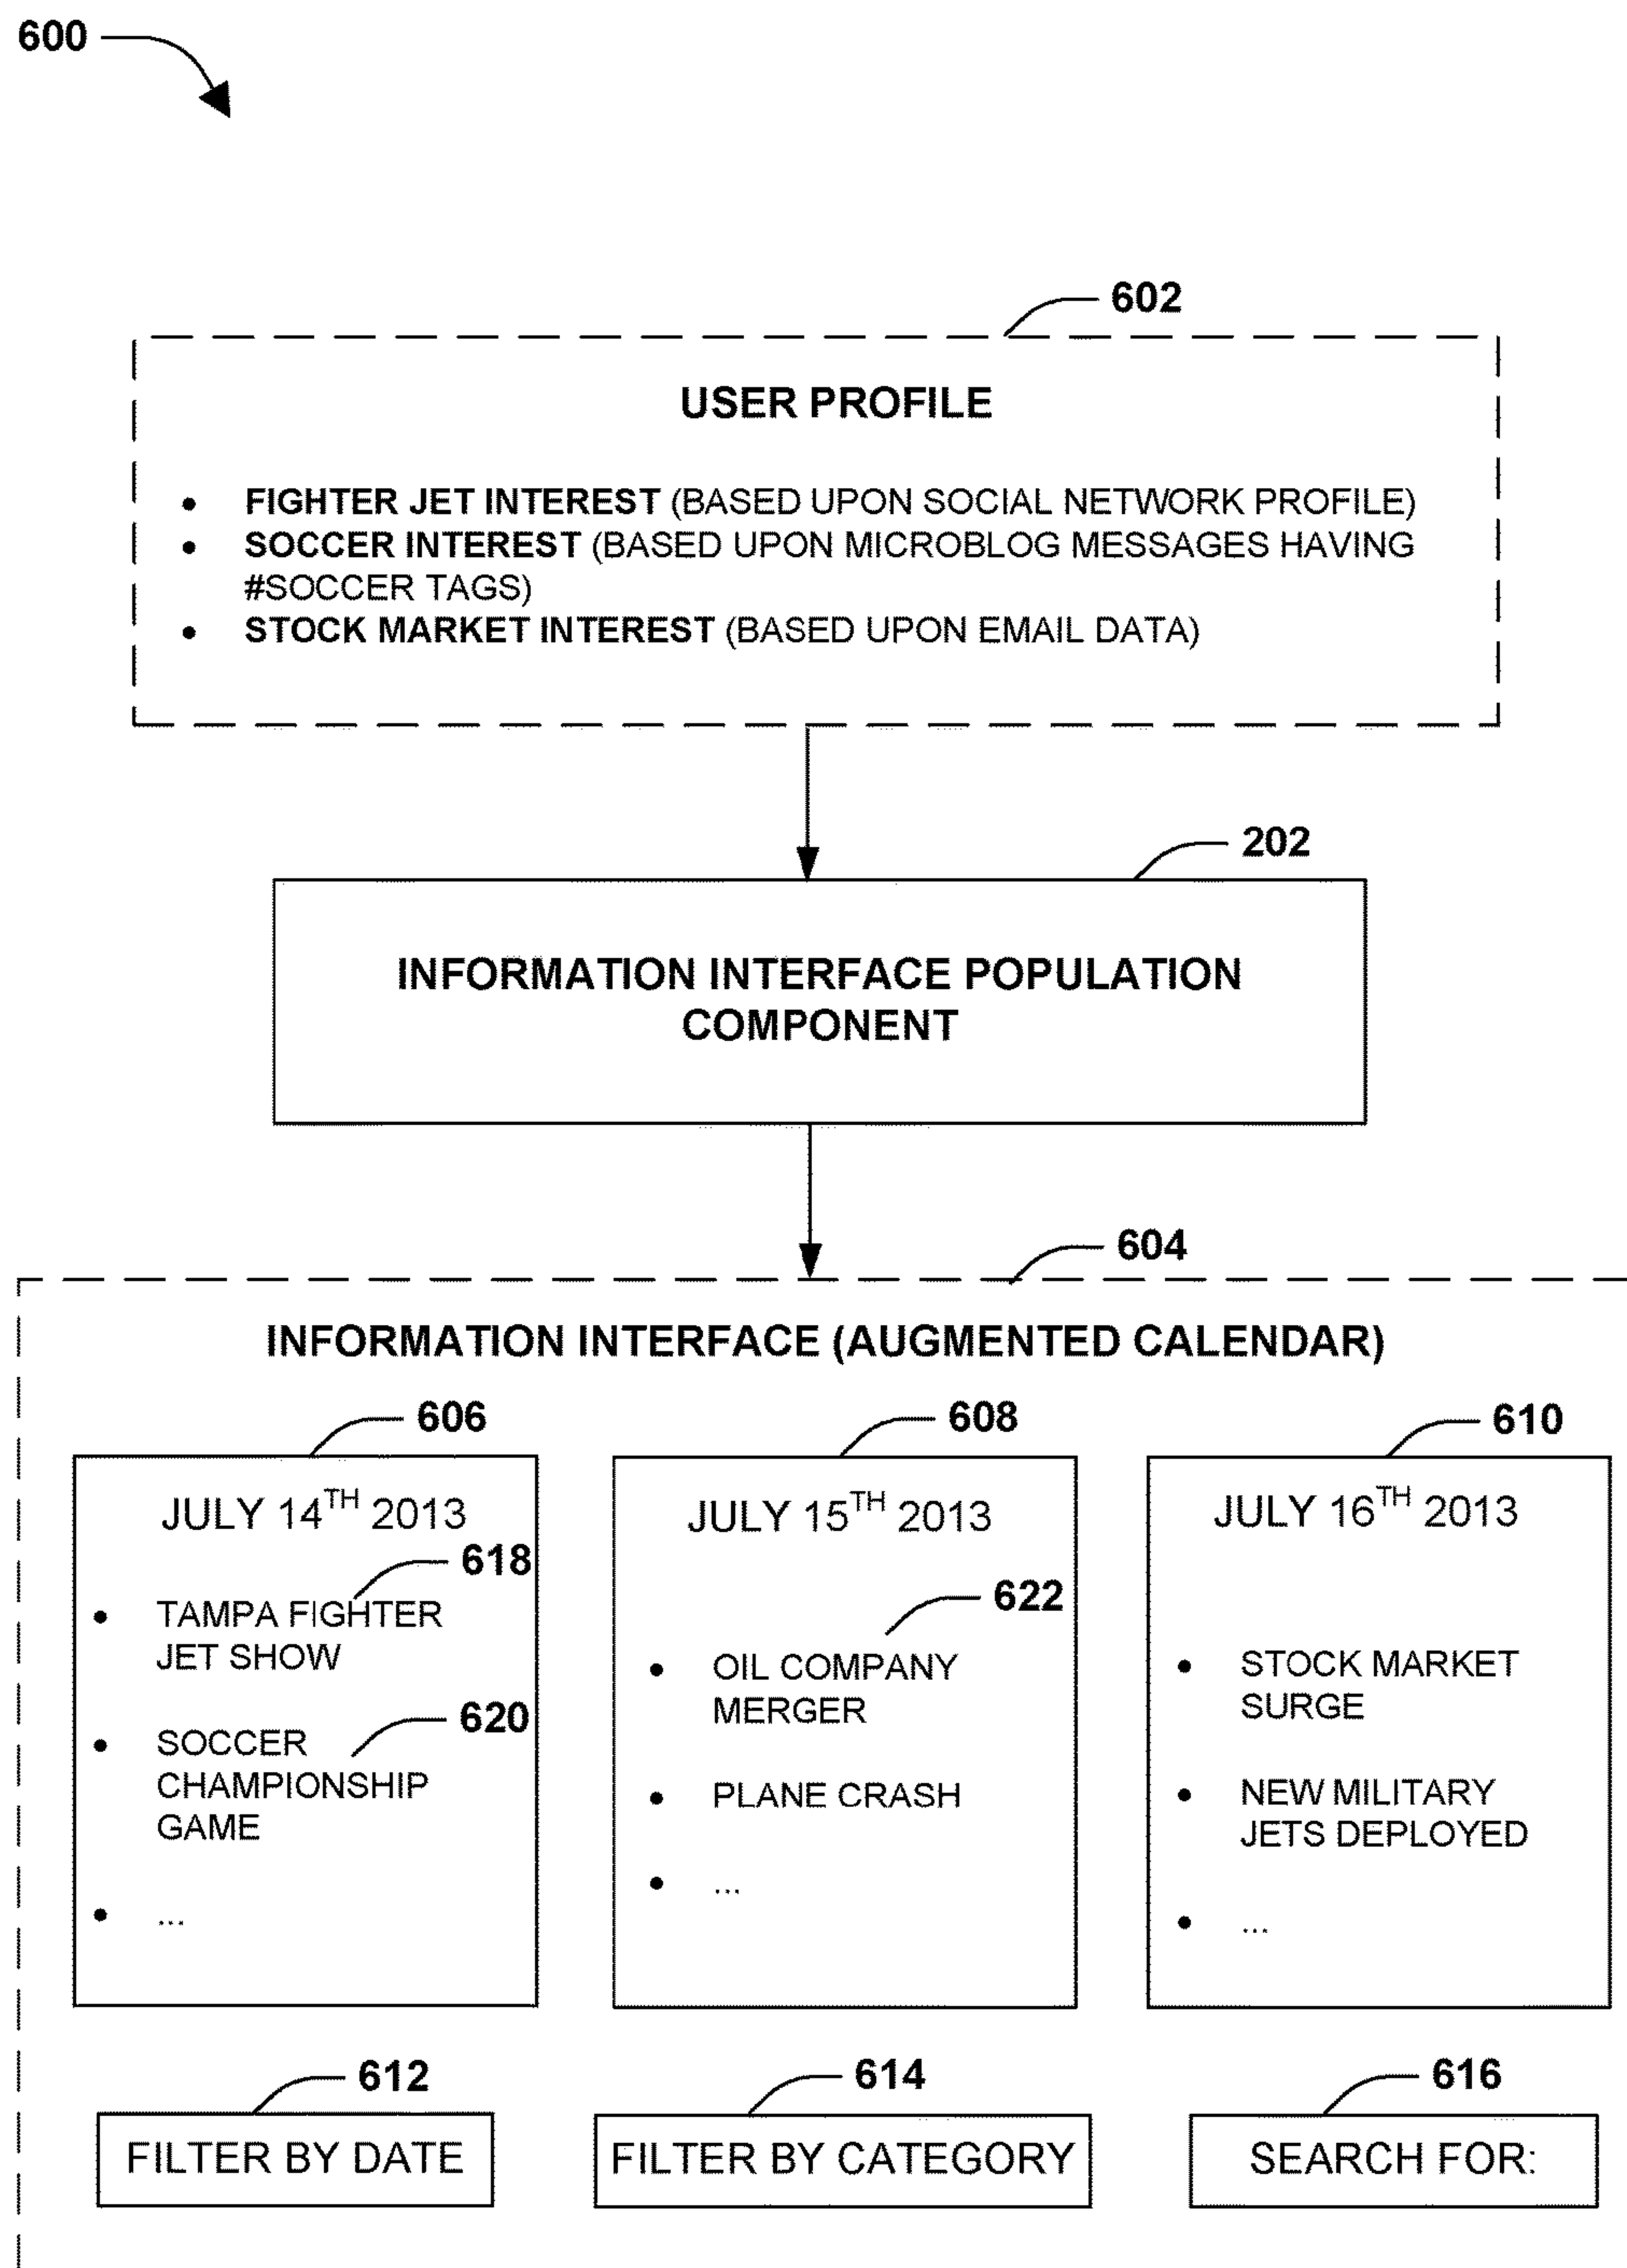 600
602
USER PROFILE
• FIGHTER JET INTEREST (BASED UPON SOCIAL NETWORK PROFILE)
• SOCCER INTEREST (BASED UPON MICROBLOG MESSAGES HAVING
#SOCCER TAGS)
• STOCK MARKET INTEREST (BASED UPON EMAIL DATA)
202
INFORMATION INTERFACE POPULATION
COMPONENT
604
INFORMATION INTERFACE (AUGMENTED CALENDAR)
606
JULY 14TH 2013
618
• TAMPA FIGHTER
JET SHOW
620
• SOCCER
CHAMPIONSHIP
GAME
• ...
608
JULY 15TH 2013
622
• OIL COMPANY
MERGER
• PLANE CRASH
• ...
610
JULY 16TH 2013
• STOCK MARKET
SURGE
• NEW MILITARY
JETS DEPLOYED
• ...
612
FILTER BY DATE
614
FILTER BY CATEGORY
616
SEARCH FOR: